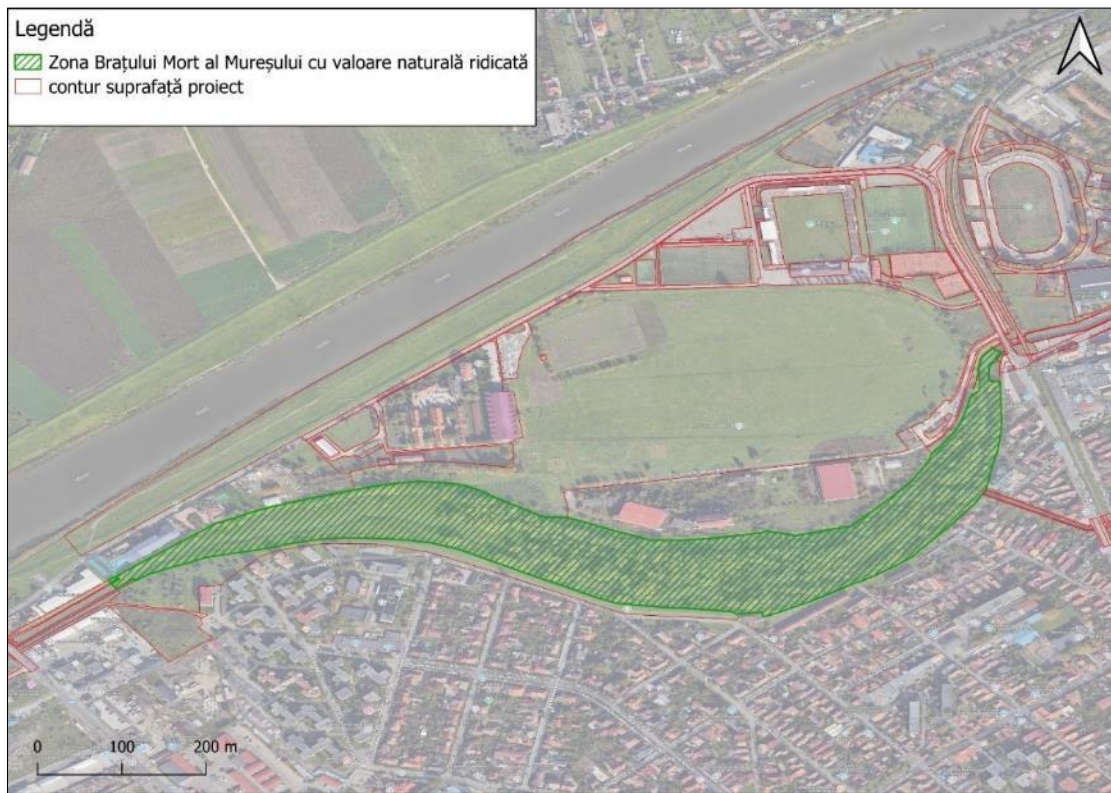 Legendă
Zona Brațului Mort al Mureșului cu valoare naturală ridicată
contur suprafață proiect
0 100 200 m